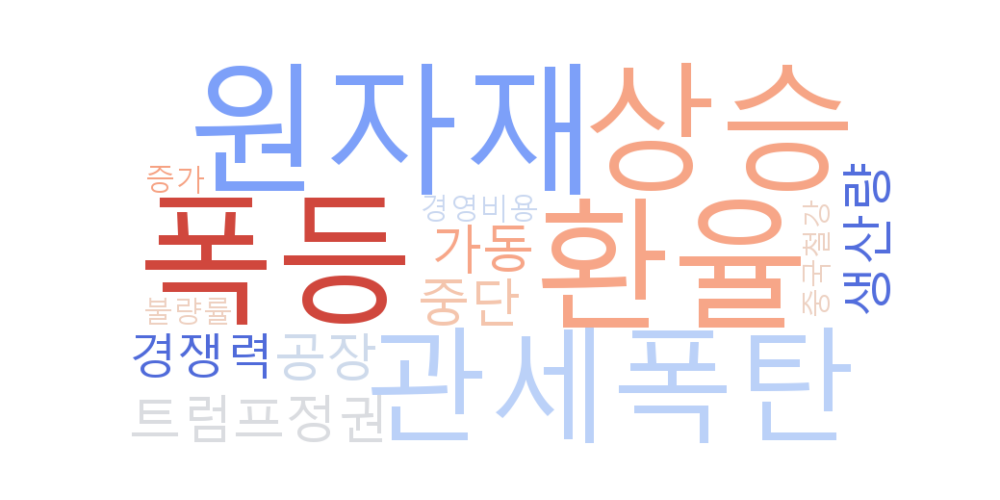 원자재
상승
증가
폭등
경영비용
가동
중단
환율
중국철강
생산량
불량률
경쟁력
공장
관세폭탄
트럼프정권